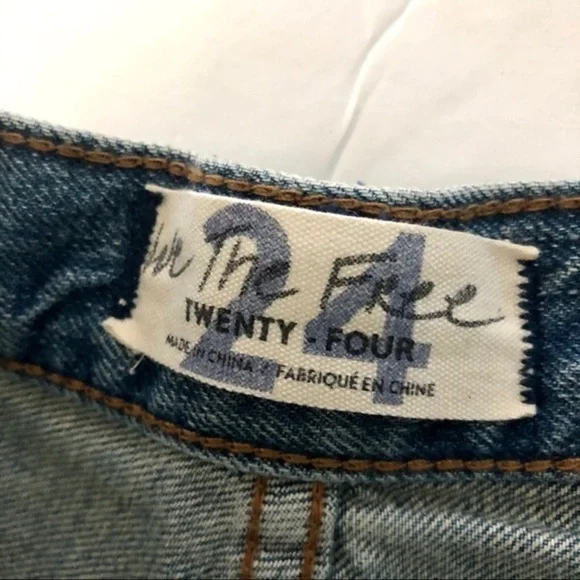 The Free
24
TWENTY - FOUR
MADE IN CHINA / FABRIQUÉ EN CHINE